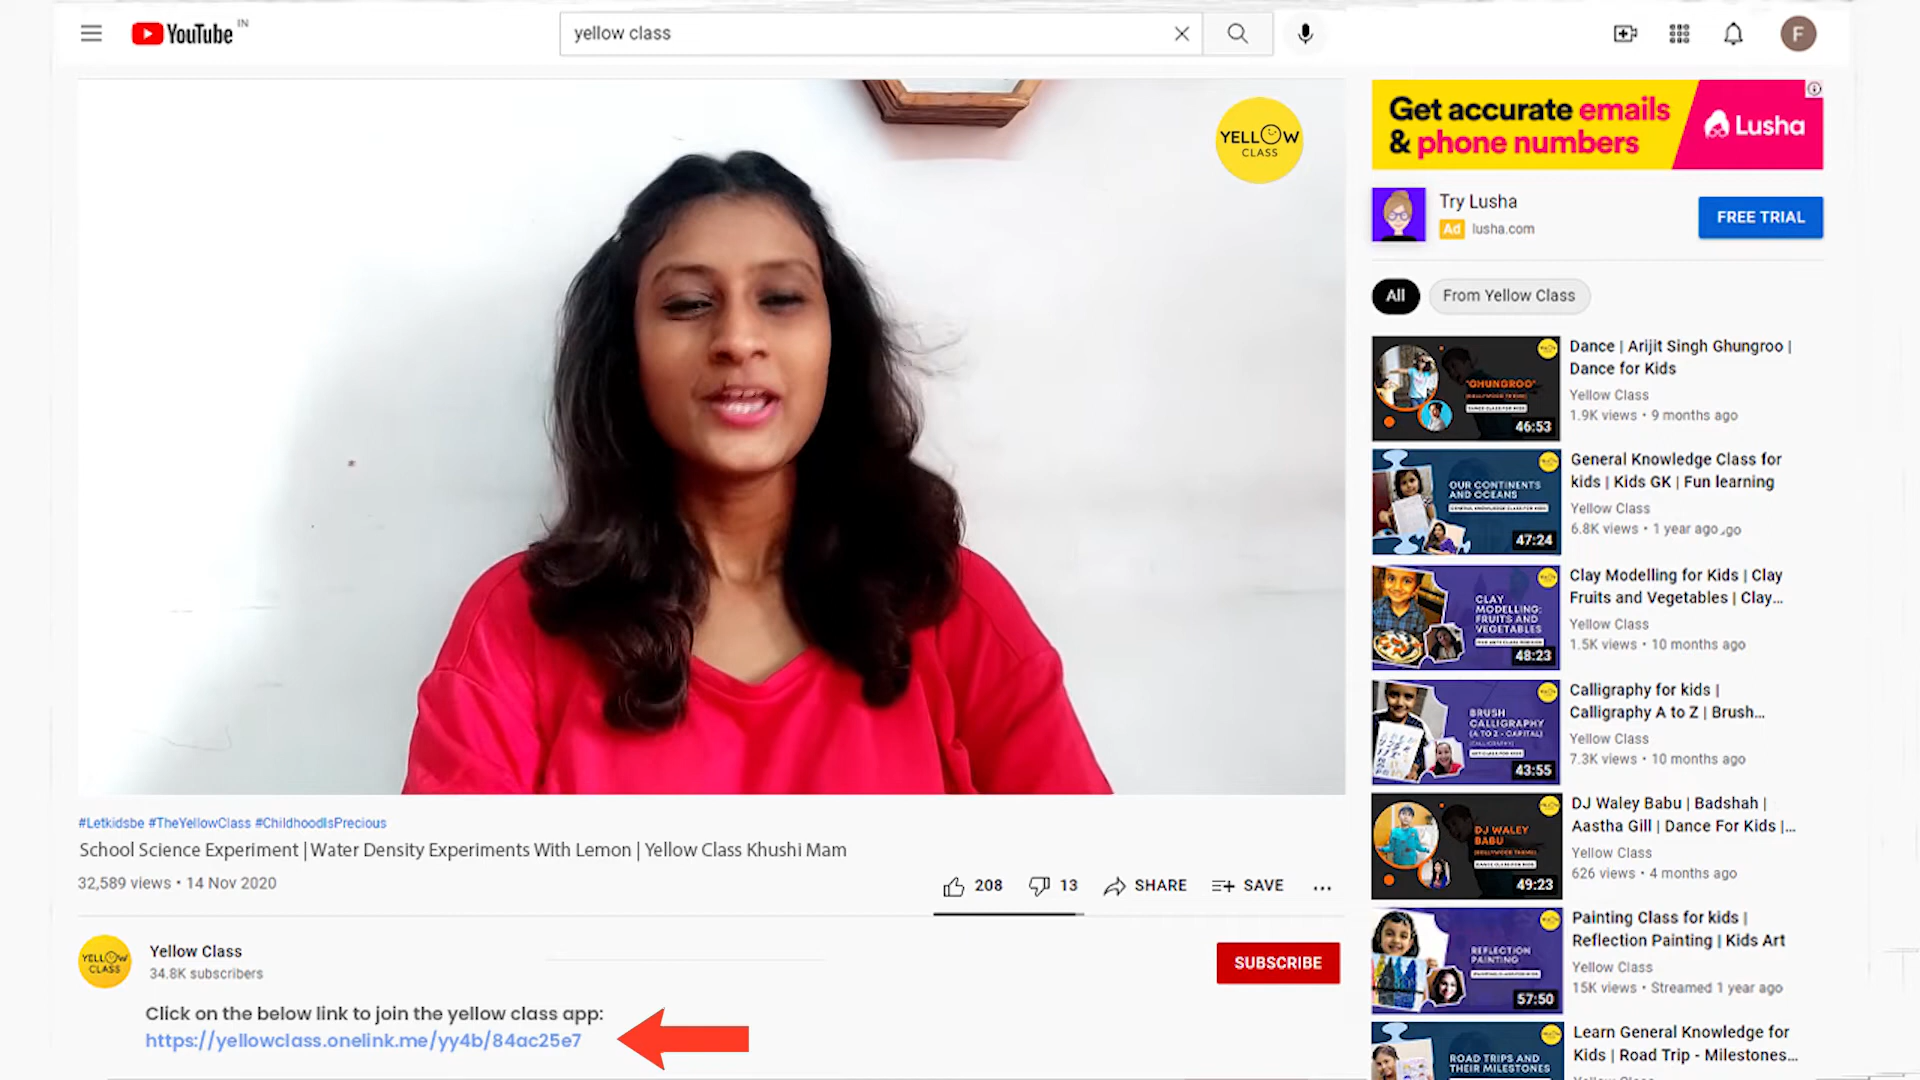 YouTube IN
yellow class
F
YELLOW
CLASS
Get accurate emails
& phone numbers
Lusha
Try Lusha
Ad lusha.com
FREE TRIAL
All
From Yellow Class
"GHUNGROO"
46:53
Dance | Arijit Singh Ghungroo |
Dance for Kids
Yellow Class
1.9K views • 9 months ago
OUR CONTINENTS
AND OCEANS
GENERAL KNOWLEDGE CLASS FOR KIDS
47:24
General Knowledge Class for
kids | Kids GK | Fun learning
Yellow Class
6.8K views • 1 year ago
CLAY
MODELLING:
FRUITS AND
VEGETABLES
48:23
Clay Modelling for Kids | Clay
Fruits and Vegetables | Clay...
Yellow Class
1.5K views • 10 months ago
BRUSH
CALLIGRAPHY
(A TO Z - CAPITAL)
43:55
Calligraphy for kids |
Calligraphy A to Z | Brush...
Yellow Class
7.3K views • 10 months ago
DJ WALEY
BABU
49:23
DJ Waley Babu | Badshah |
Aastha Gill | Dance For Kids |...
Yellow Class
626 views • 4 months ago
REFLECTION
PAINTING
57:50
Painting Class for kids |
Reflection Painting | Kids Art
Yellow Class
15K views • Streamed 1 year ago
ROAD TRIPS AND
THEIR MILESTONES
Learn General Knowledge for
Kids | Road Trip - Milestones...
#Letkidsbe #TheYellowClass #ChildhoodIsPrecious
School Science Experiment | Water Density Experiments With Lemon | Yellow Class Khushi Mam
32,589 views • 14 Nov 2020
208
13
SHARE
SAVE
...
YELLOW
CLASS
Yellow Class
34.8K subscribers
SUBSCRIBE
Click on the below link to join the yellow class app:
https://yellowclass.onelink.me/yy4b/84ac25e7